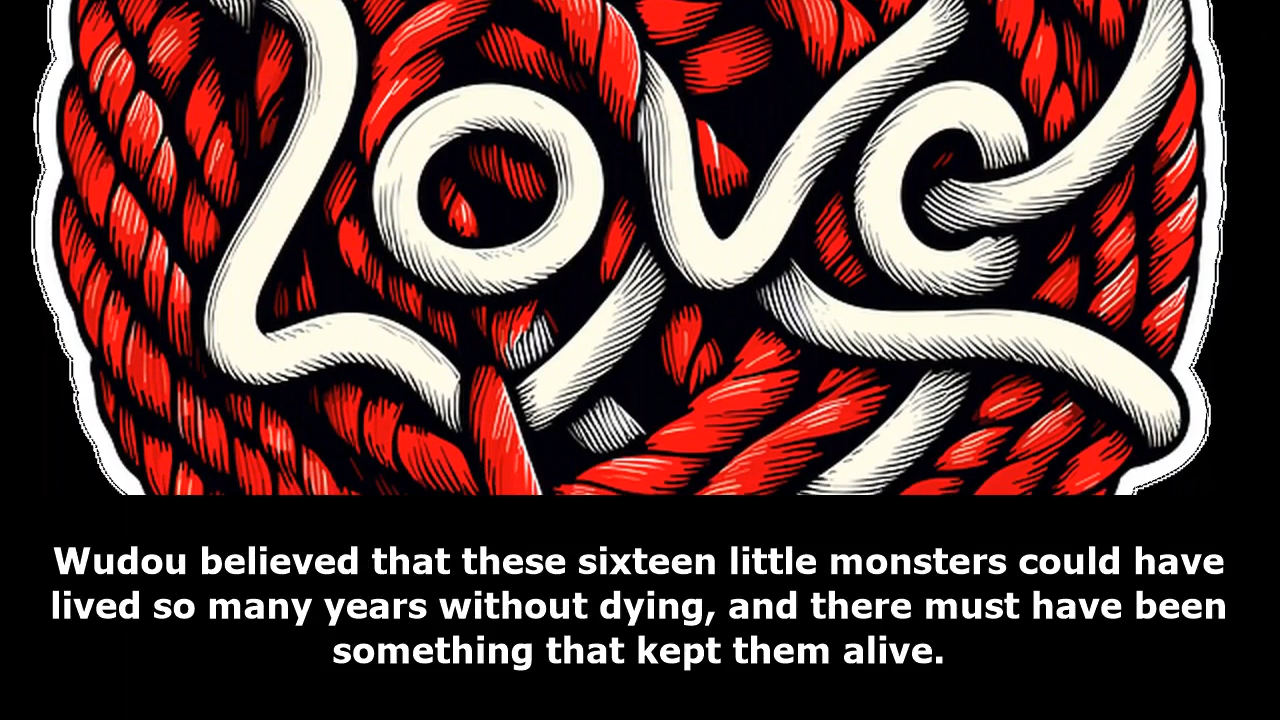 Love
Wudou believed that these sixteen little monsters could have
lived so many years without dying, and there must have been
something that kept them alive.